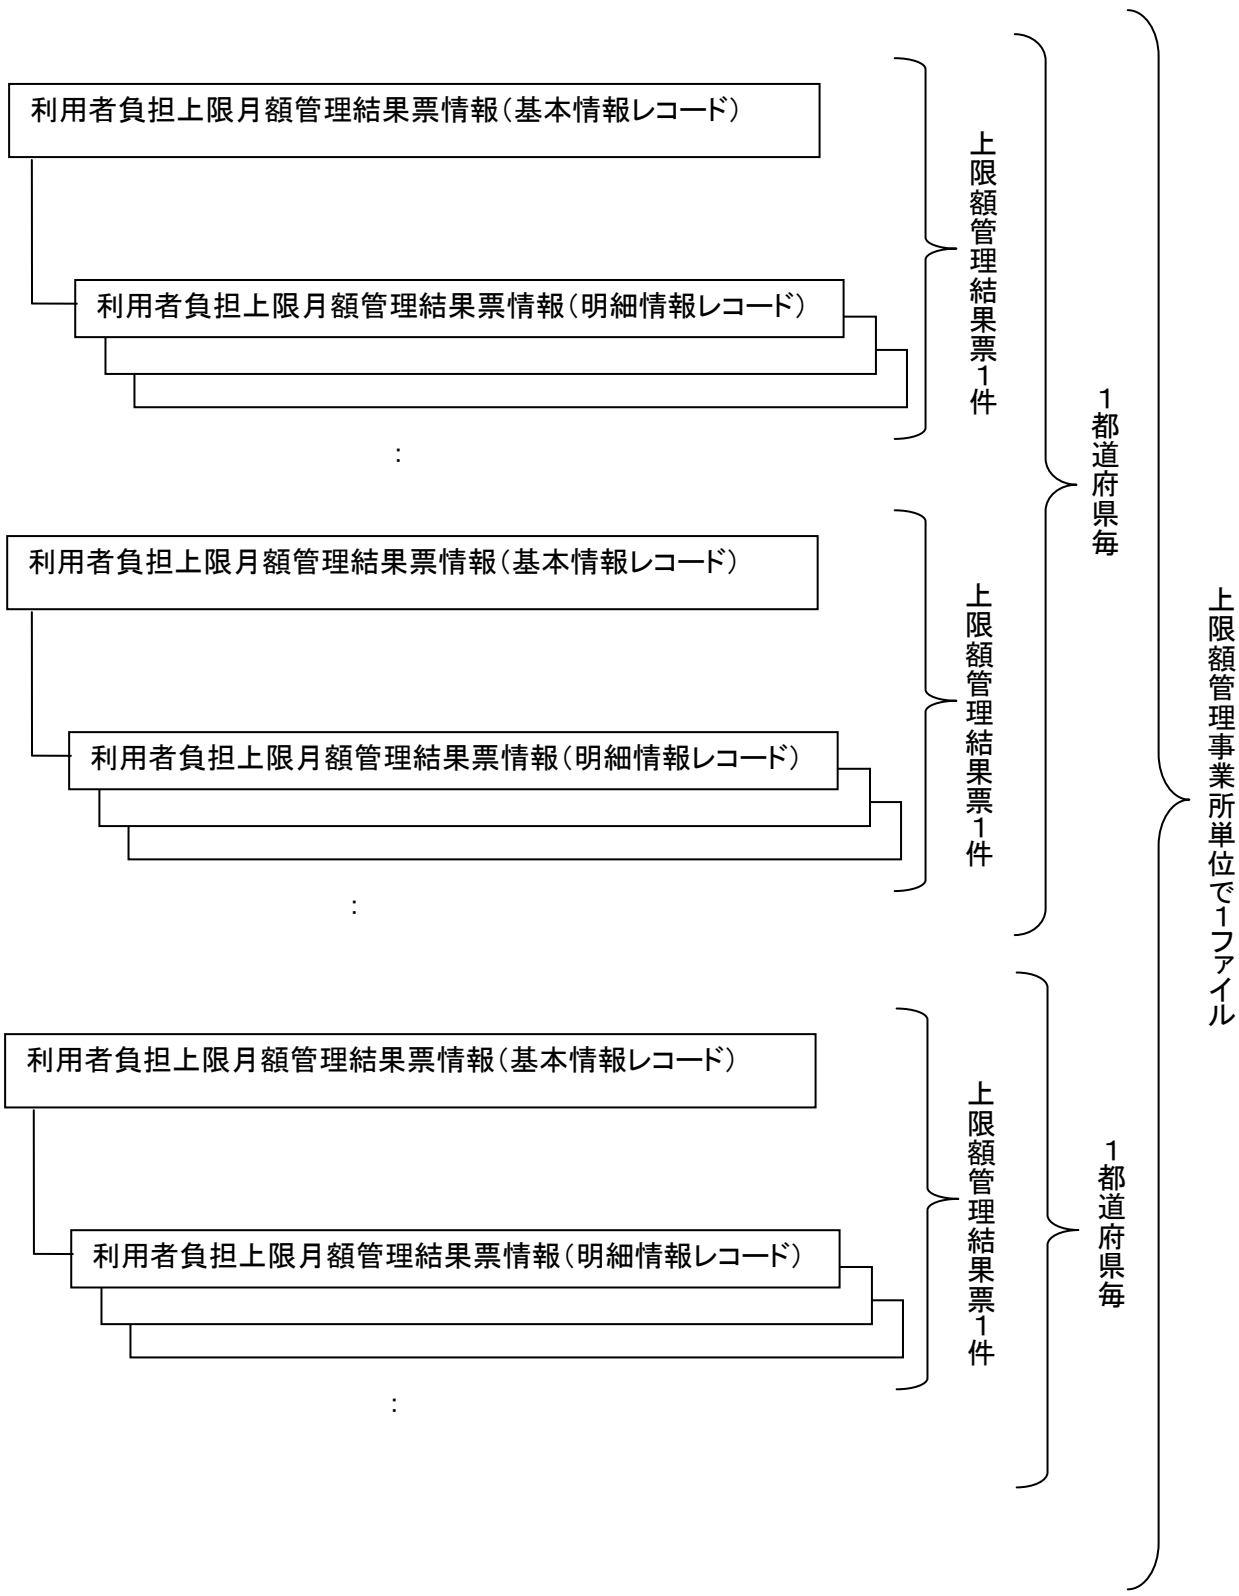 利用者負担上限月額管理結果票情報(基本情報レコード)
利用者負担上限月額管理結果票情報(明細情報レコード)
:
上限額管理結果票1件
利用者負担上限月額管理結果票情報(基本情報レコード)
利用者負担上限月額管理結果票情報(明細情報レコード)
:
上限額管理結果票1件
1都道府県毎
利用者負担上限月額管理結果票情報(基本情報レコード)
利用者負担上限月額管理結果票情報(明細情報レコード)
:
上限額管理結果票1件
1都道府県毎
上限額管理事業所単位で1ファイル